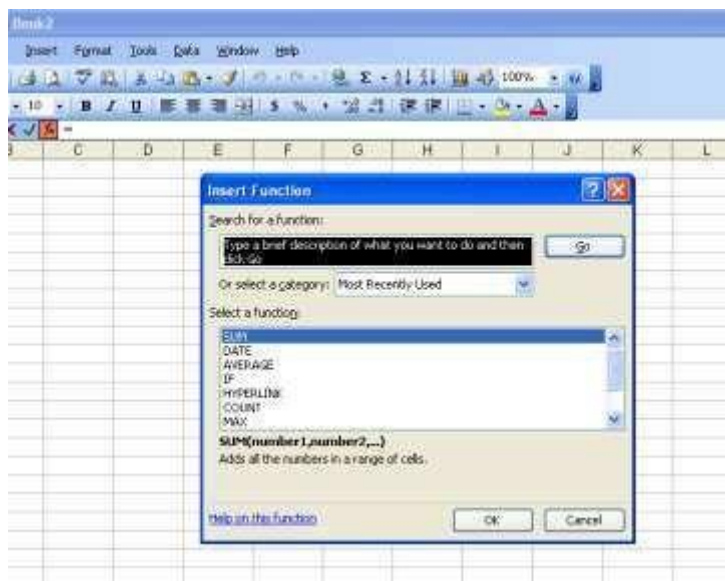 Book2
Insert Format Tools Data Window Help
Σ 100%
10 B I U $ % , A
=
C D E F G H I J K L
Insert Function
Search for a function:
Type a brief description of what you want to do and then
click Go
Go
Or select a category: Most Recently Used
Select a function:
SUM
DATE
AVERAGE
IF
HYPERLINK
COUNT
MAX
SUM(number1,number2,...)
Adds all the numbers in a range of cells.
Help on this function
OK Cancel